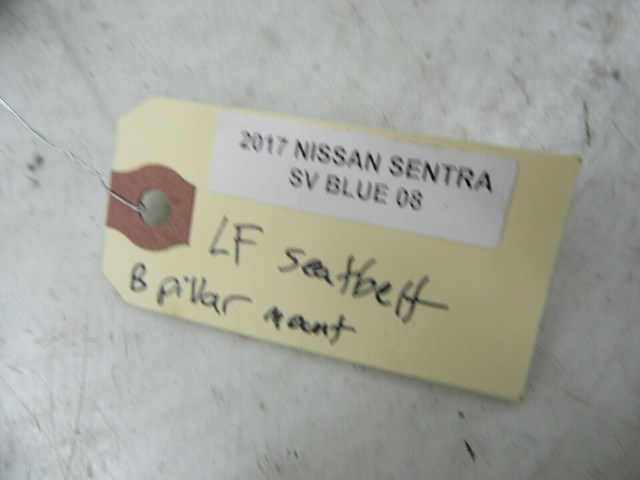 2017 NISSAN SENTRA
SV BLUE 08
LF seatbelt
B pillar mount